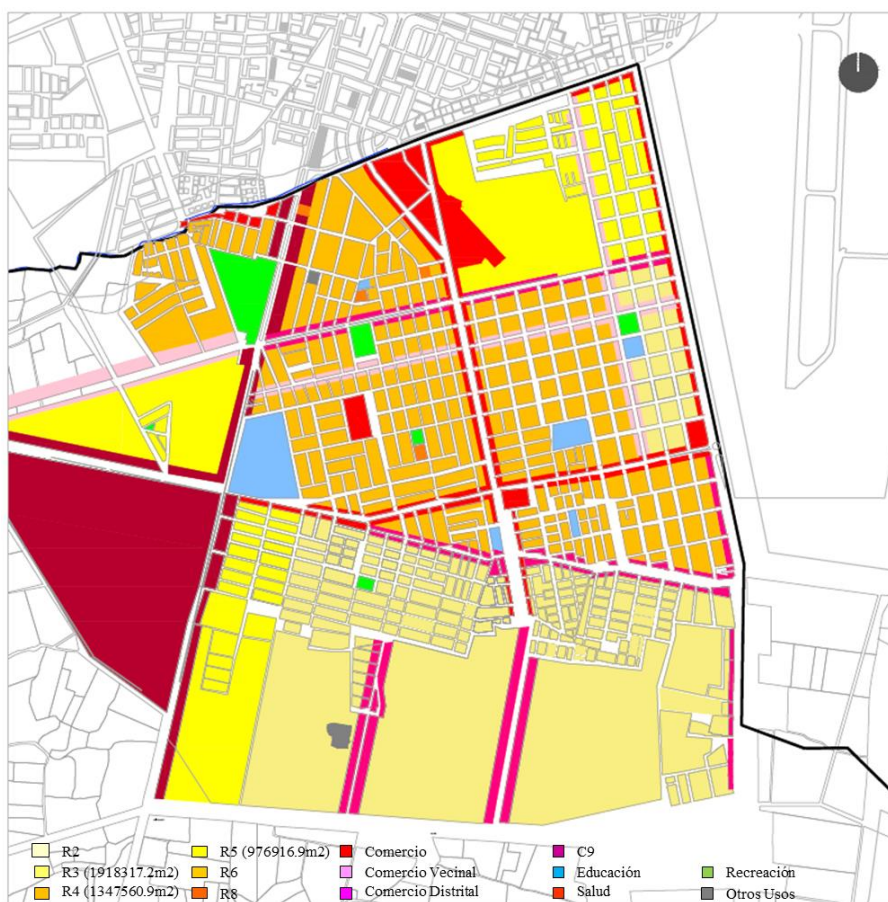 R2
R3 (1918317.2m2)
R4 (1347560.9m2)
R5 (976916.9m2)
R6
R8
Comercio
Comercio Vecinal
Comercio Distrital
C9
Educación
Salud
Recreación
Otros Usos